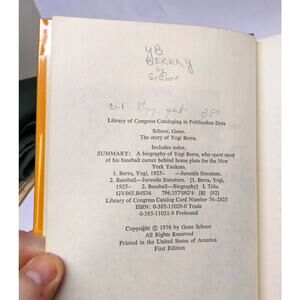 YB
BERRAY
by
Schoor
Library of Congress Cataloging in Publication Data
Schoor, Gene.
The story of Yogi Berra.
Includes index.
SUMMARY: A biography of Yogi Berra, who spent most
of his baseball career behind home plate for the New
York Yankees.
1. Berra, Yogi, 1925– —Juvenile literature.
2. Baseball—Juvenile literature. [1. Berra, Yogi,
1925– 2. Baseball—Biography] I. Title.
GV865.B4S36 796.357'092'4 [B] [92]
Library of Congress Catalog Card Number 76-2823
ISBN: 0-385-11020-0 Trade
0-385-11021-9 Prebound
Copyright © 1976 by Gene Schoor
All Rights Reserved
Printed in the United States of America
First Edition